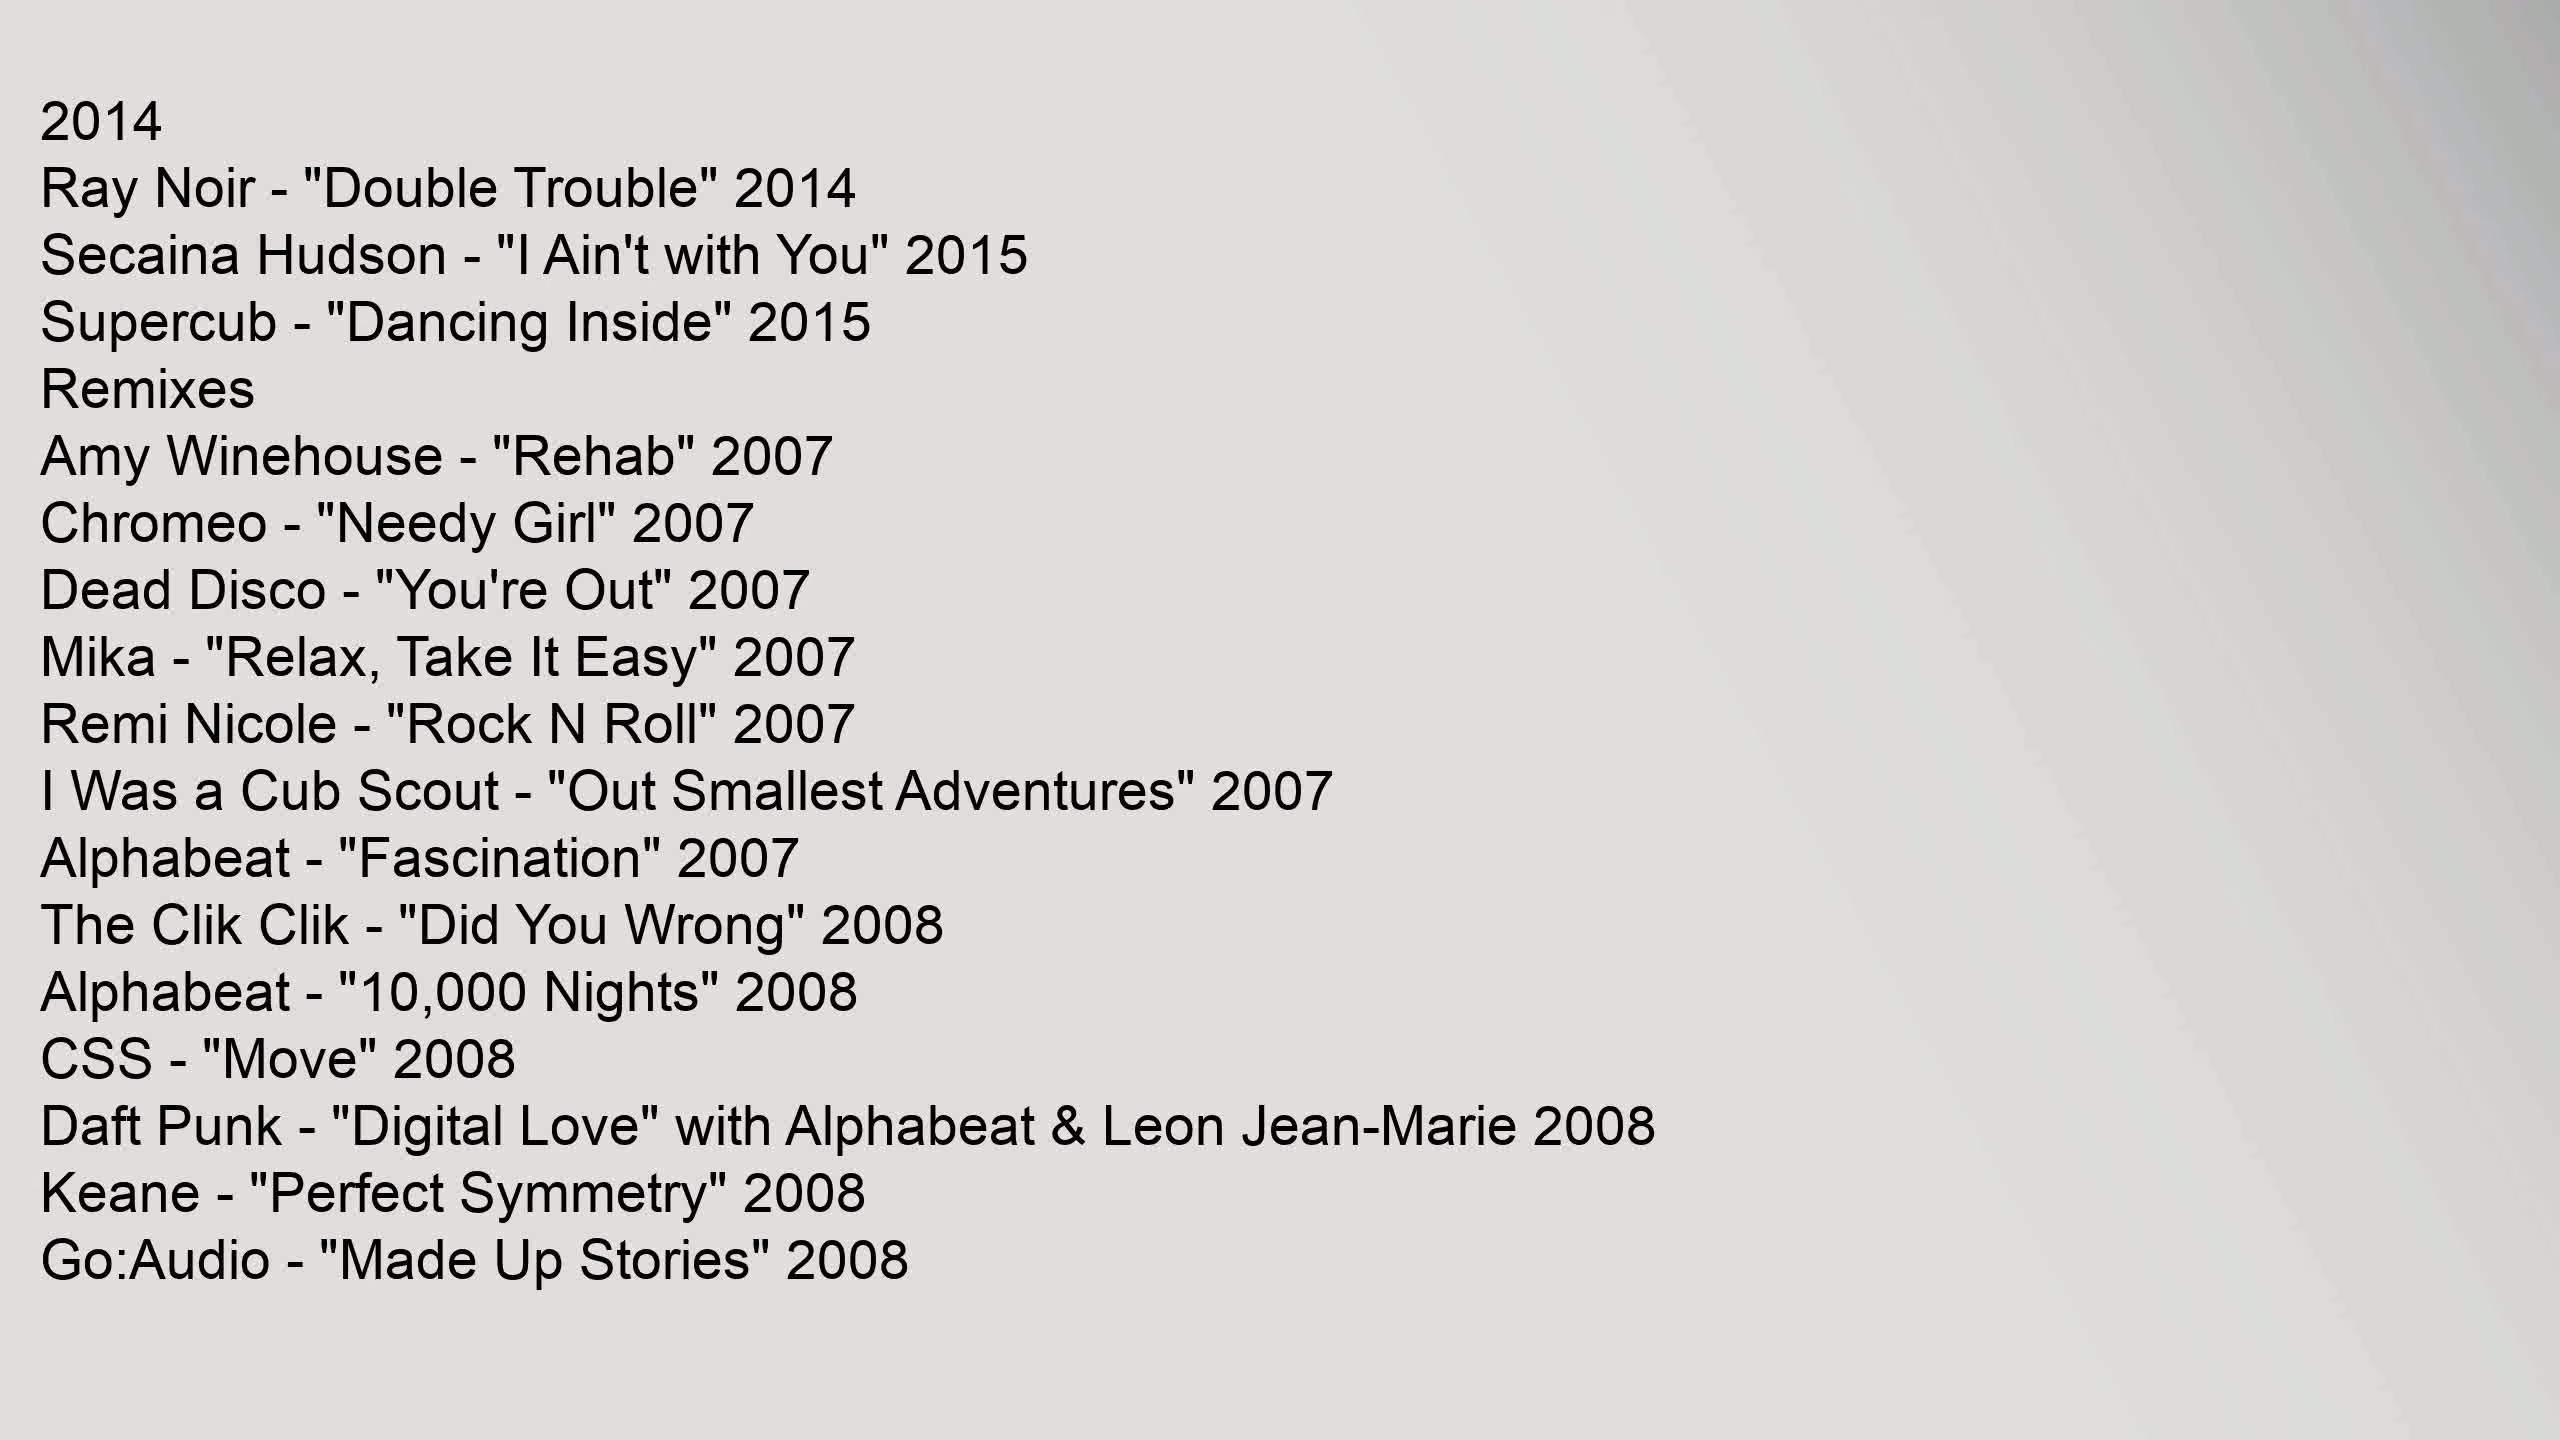 2014
Ray Noir - "Double Trouble" 2014
Secaina Hudson - "I Ain't with You" 2015
Supercub - "Dancing Inside" 2015
Remixes
Amy Winehouse - "Rehab" 2007
Chromeo - "Needy Girl" 2007
Dead Disco - "You're Out" 2007
Mika - "Relax, Take It Easy" 2007
Remi Nicole - "Rock N Roll" 2007
I Was a Cub Scout - "Out Smallest Adventures" 2007
Alphabeat - "Fascination" 2007
The Clik Clik - "Did You Wrong" 2008
Alphabeat - "10,000 Nights" 2008
CSS - "Move" 2008
Daft Punk - "Digital Love" with Alphabeat & Leon Jean-Marie 2008
Keane - "Perfect Symmetry" 2008
Go:Audio - "Made Up Stories" 2008